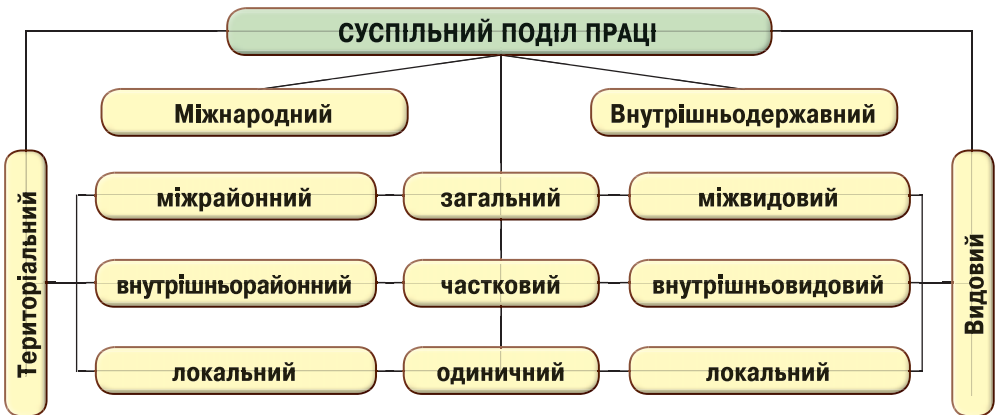 СУСПІЛЬНИЙ ПОДІЛ ПРАЦІ
Міжнародний
Внутрішньодержавний
Територіальний
міжрайонний
загальний
міжвидовий
внутрішньорайонний
частковий
внутрішньовидовий
локальний
одиничний
локальний
Видовий